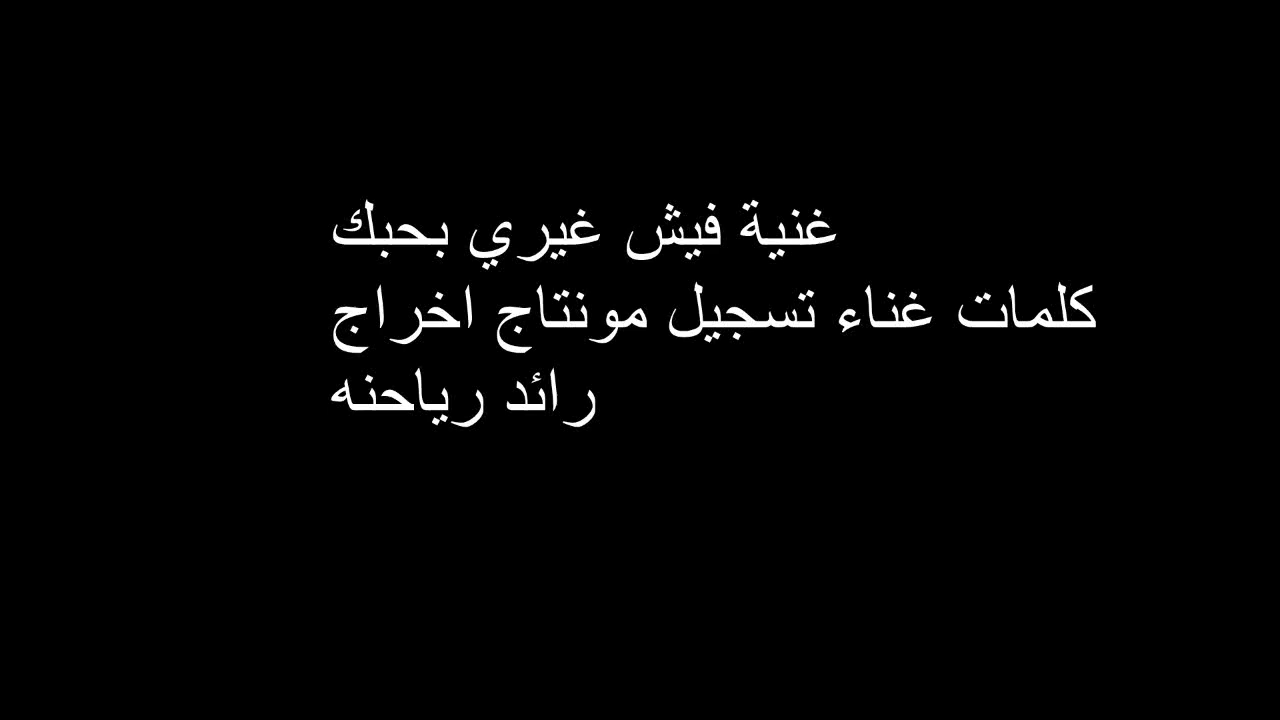 غنية فيش غيري بحبك
كلمات غناء تسجيل مونتاج اخراج
رائد رياحنه